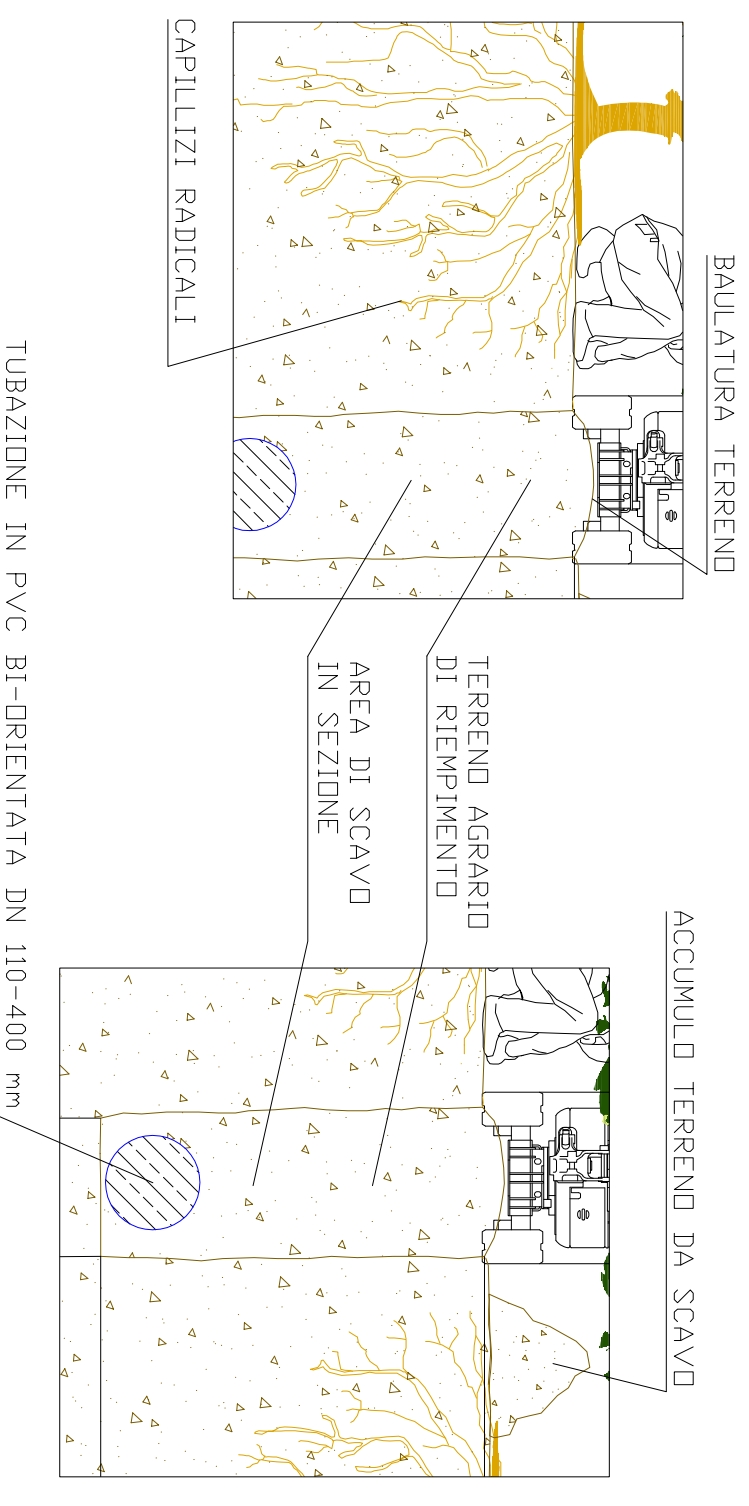 BAULATURA TERRENO
ACCUMULO TERRENO DA SCAVO
TERRENO AGRARIO
DI RIEMPIMENTO
AREA DI SCAVO
IN SEZIONE
CAPILLIZI RADICALI
TUBAZIONE IN PVC BI-ORIENTATA DN 110-400 mm